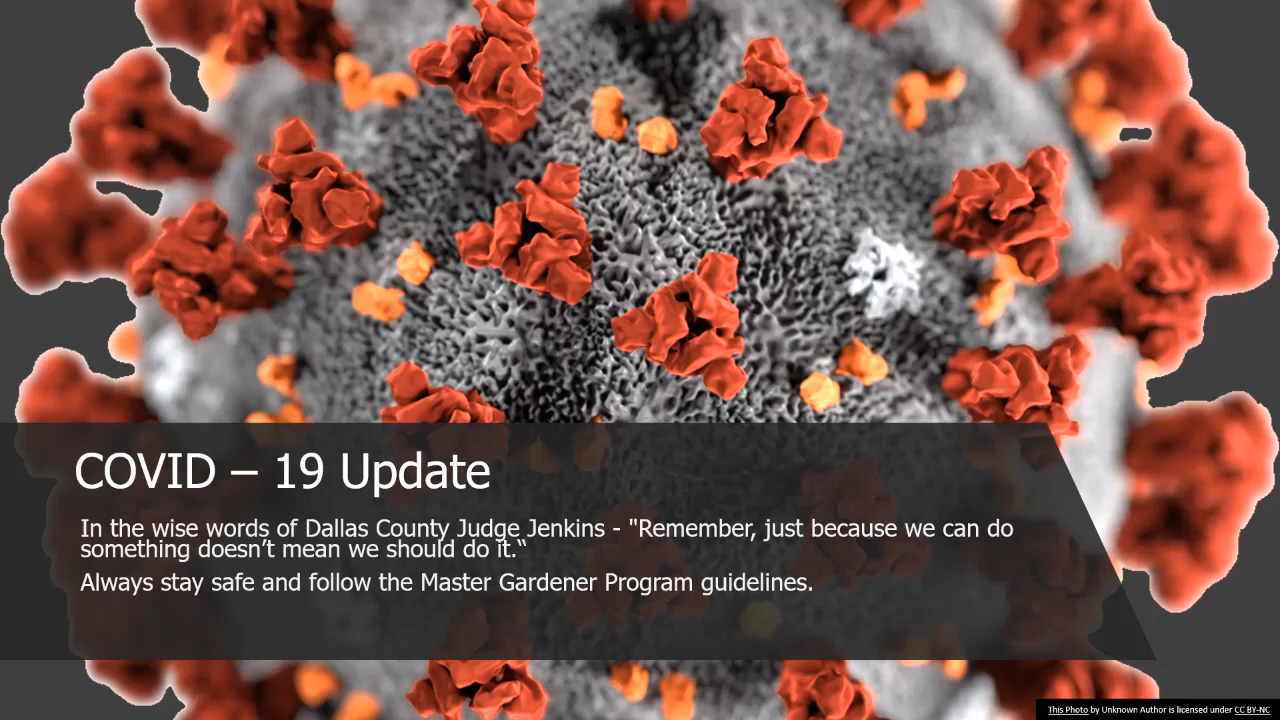 COVID – 19 Update
In the wise words of Dallas County Judge Jenkins - "Remember, just because we can do
something doesn’t mean we should do it.“
Always stay safe and follow the Master Gardener Program guidelines.
This Photo by Unknown Author is licensed under CC BY-NC